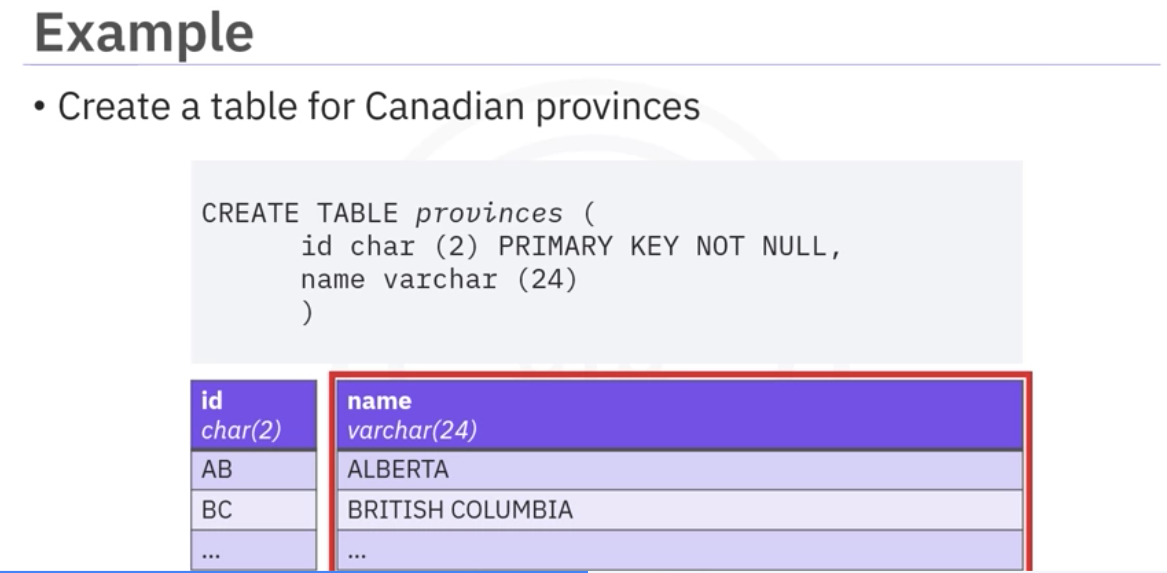 Example
• Create a table for Canadian provinces
CREATE TABLE provinces (
id char (2) PRIMARY KEY NOT NULL,
name varchar (24)
)
id name
char(2) varchar(24)
AB ALBERTA
BC BRITISH COLUMBIA
... ...